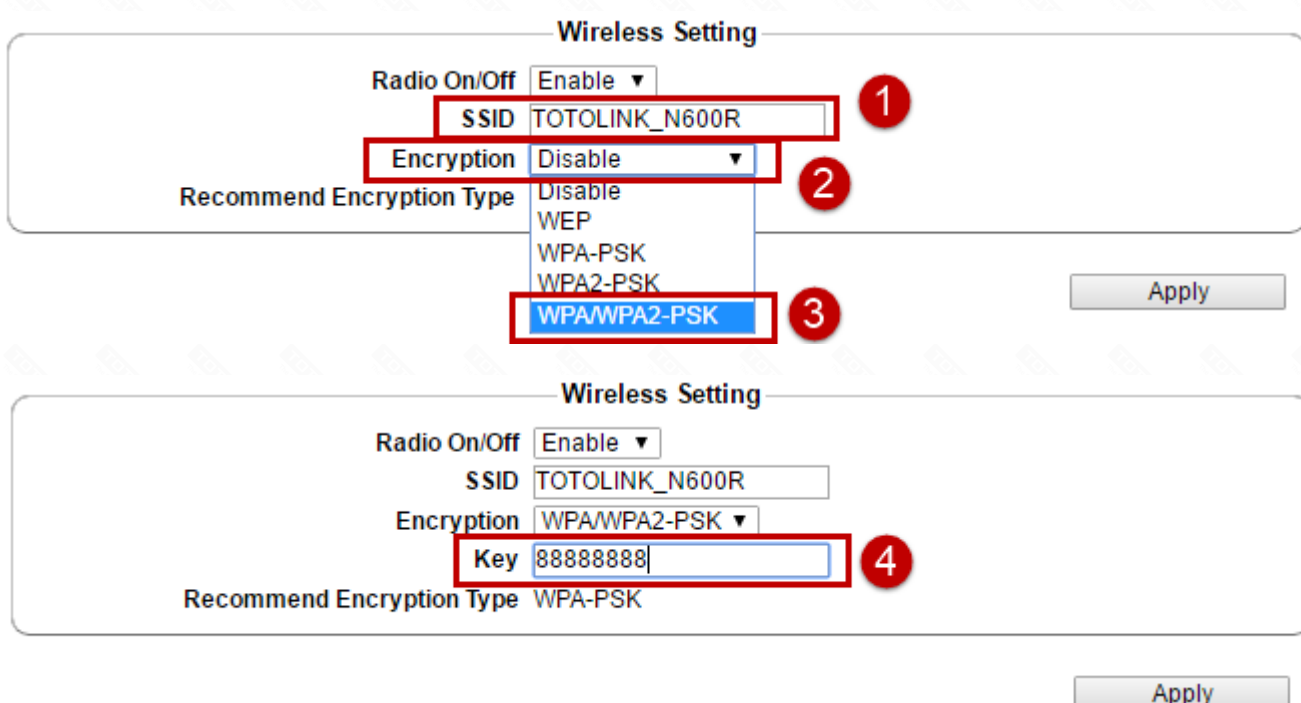 Wireless Setting
Radio On/Off Enable ▼
SSID TOTOLINK_N600R
1
Encryption Disable ▼
2
Recommend Encryption Type Disable
WEP
WPA-PSK
WPA2-PSK
WPA/WPA2-PSK
3
Apply
Wireless Setting
Radio On/Off Enable ▼
SSID TOTOLINK_N600R
Encryption WPA/WPA2-PSK ▼
Key 88888888
4
Recommend Encryption Type WPA-PSK
Apply